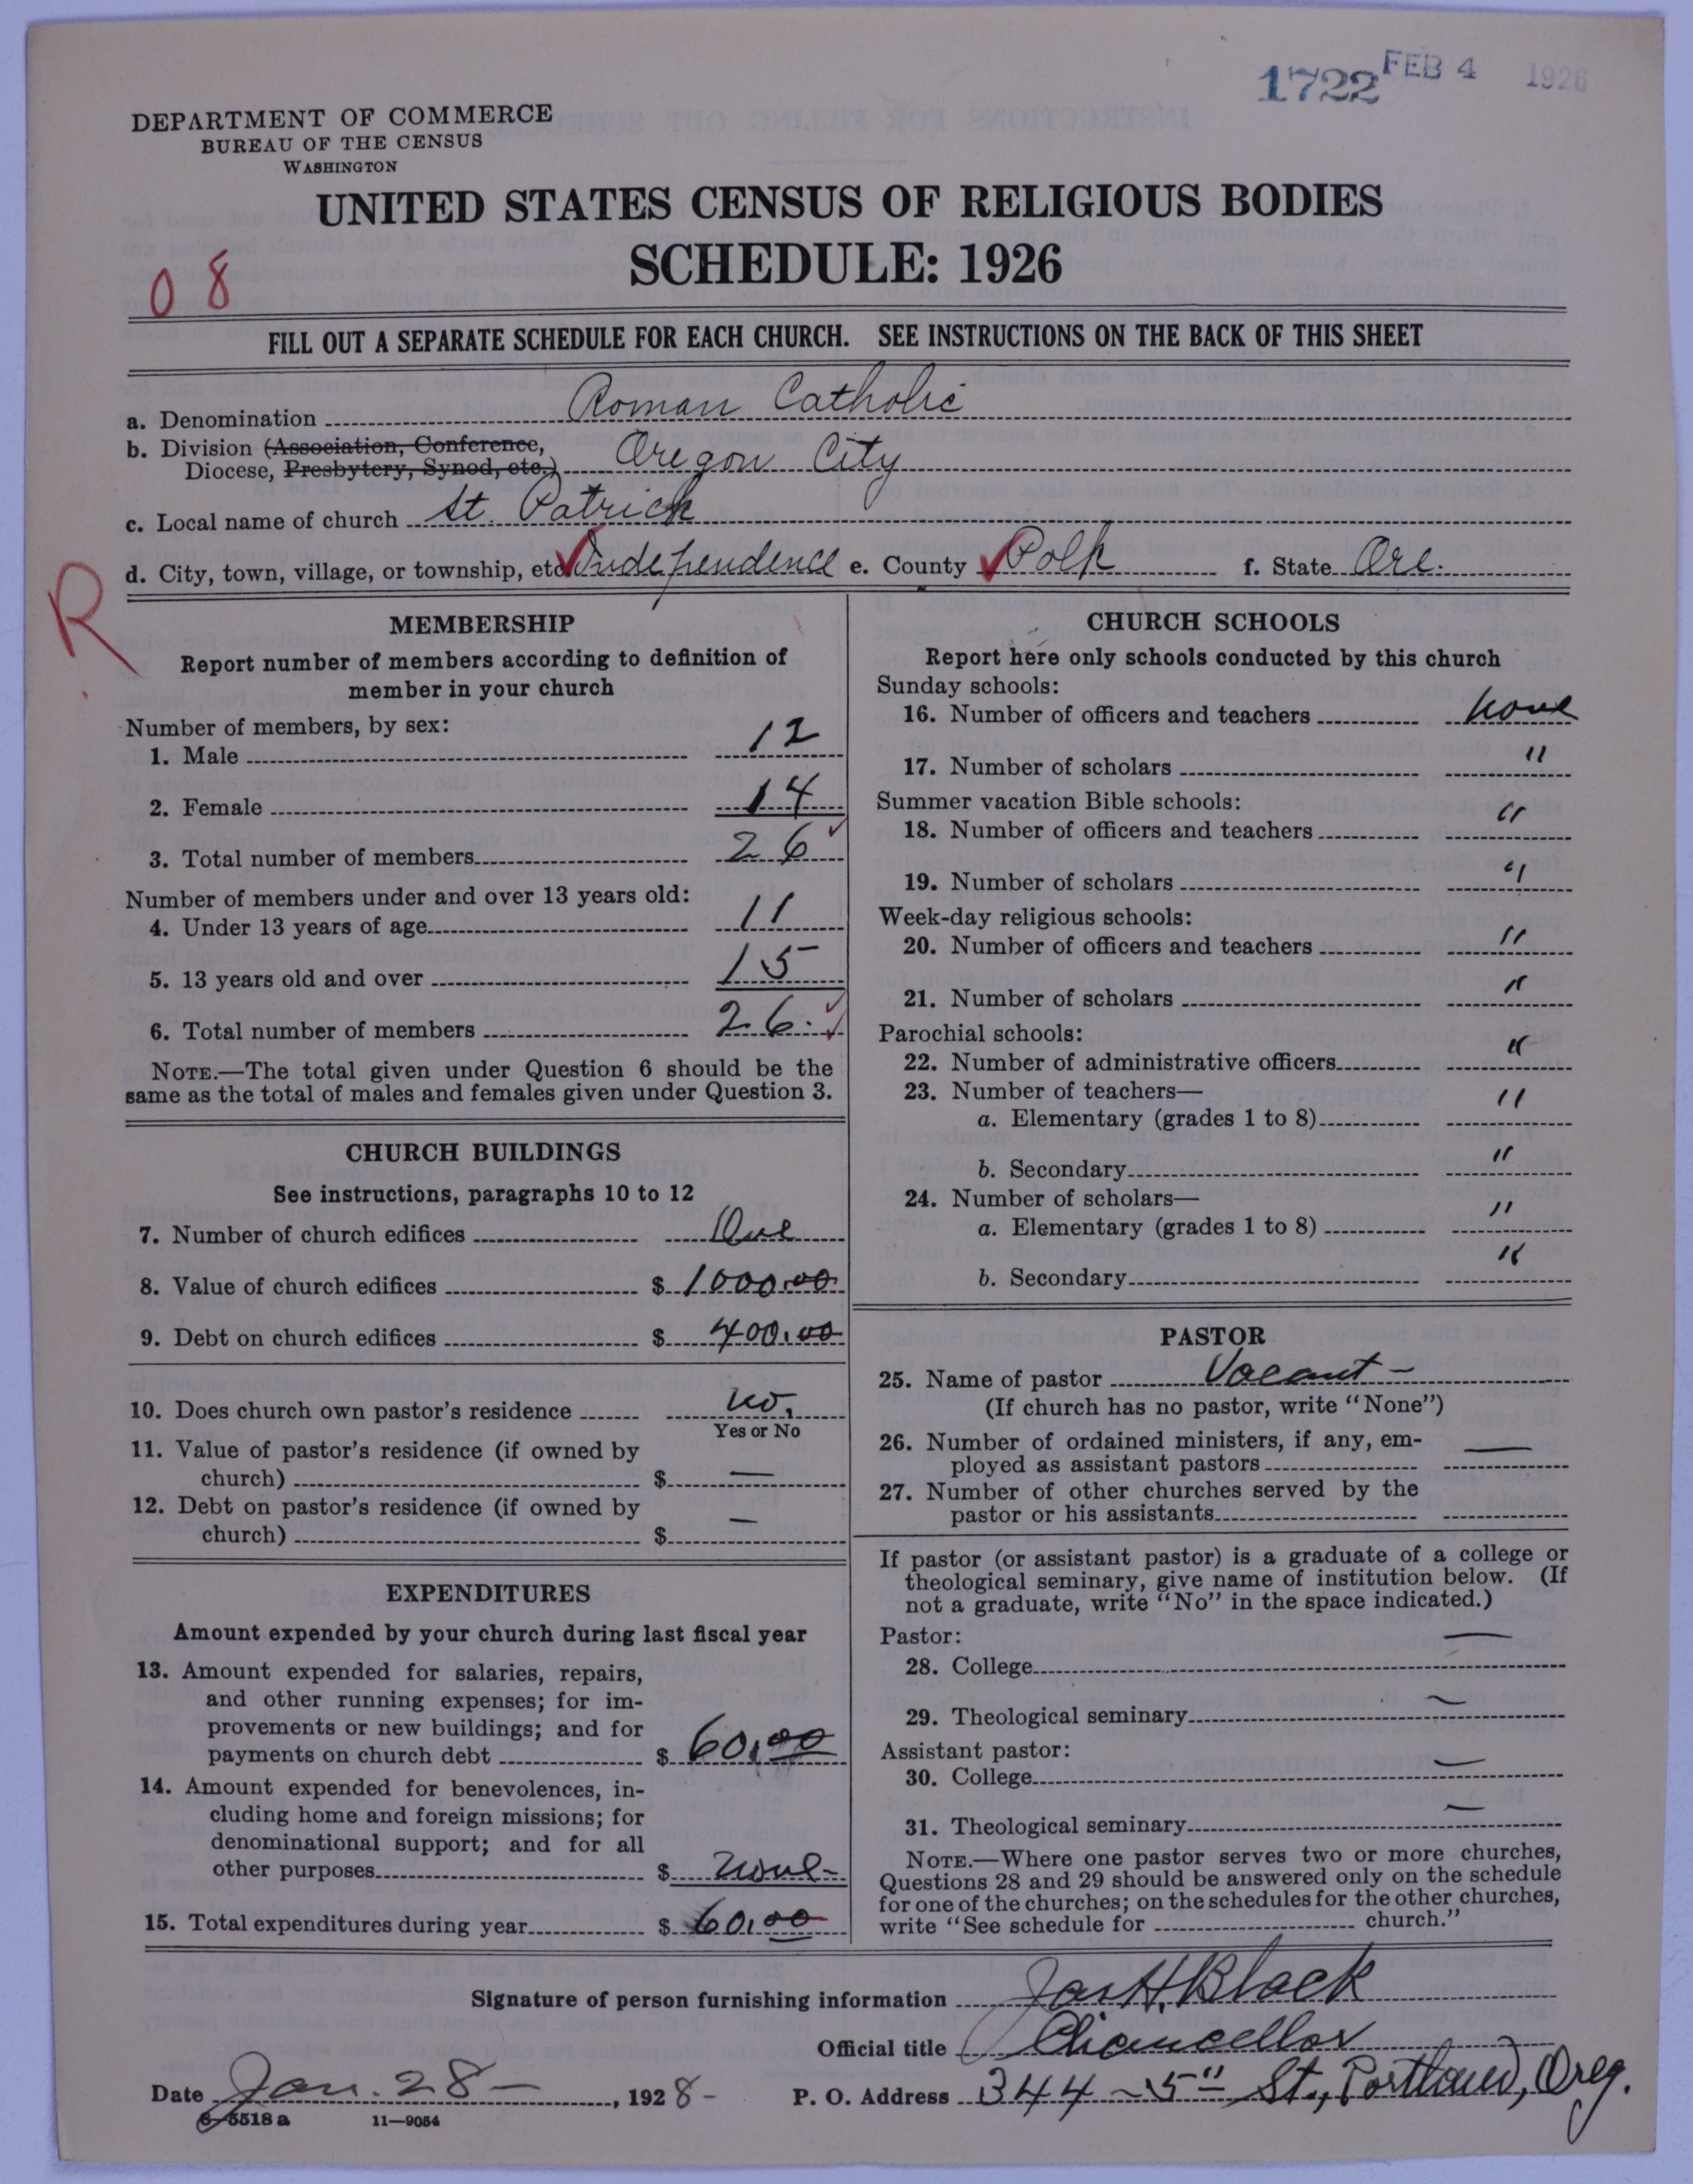 1722 FEB 4 1926
DEPARTMENT OF COMMERCE
BUREAU OF THE CENSUS
WASHINGTON
UNITED STATES CENSUS OF RELIGIOUS BODIES
SCHEDULE: 1926
08
FILL OUT A SEPARATE SCHEDULE FOR EACH CHURCH. SEE INSTRUCTIONS ON THE BACK OF THIS SHEET
a. Denomination Roman Catholic
b. Division (Association, Conference,
Diocese, Presbytery, Synod, etc.) Oregon City
c. Local name of church St. Patrick
d. City, town, village, or township, etc. Independence e. County Polk f. State Ore.
R
MEMBERSHIP
Report number of members according to definition of
member in your church
Number of members, by sex:
1. Male 12
2. Female 14
3. Total number of members 26
Number of members under and over 13 years old:
4. Under 13 years of age 11
5. 13 years old and over 15
6. Total number of members 26.
NOTE.—The total given under Question 6 should be the
same as the total of males and females given under Question 3.
CHURCH BUILDINGS
See instructions, paragraphs 10 to 12
7. Number of church edifices One
8. Value of church edifices $ 1000.00
9. Debt on church edifices $ 400.00
10. Does church own pastor's residence No.
Yes or No
11. Value of pastor's residence (if owned by
church) $ —
12. Debt on pastor's residence (if owned by
church) $ —
EXPENDITURES
Amount expended by your church during last fiscal year
13. Amount expended for salaries, repairs,
and other running expenses; for im-
provements or new buildings; and for
payments on church debt $ 60.00
14. Amount expended for benevolences, in-
cluding home and foreign missions; for
denominational support; and for all
other purposes $ None-
15. Total expenditures during year $ 60.00
CHURCH SCHOOLS
Report here only schools conducted by this church
Sunday schools:
16. Number of officers and teachers None
17. Number of scholars "
Summer vacation Bible schools:
18. Number of officers and teachers "
19. Number of scholars "
Week-day religious schools:
20. Number of officers and teachers "
21. Number of scholars "
Parochial schools:
22. Number of administrative officers "
23. Number of teachers—
a. Elementary (grades 1 to 8) "
b. Secondary "
24. Number of scholars—
a. Elementary (grades 1 to 8) "
b. Secondary "
PASTOR
25. Name of pastor Vacant -
(If church has no pastor, write "None")
26. Number of ordained ministers, if any, em-
ployed as assistant pastors —
27. Number of other churches served by the
pastor or his assistants
If pastor (or assistant pastor) is a graduate of a college or
theological seminary, give name of institution below. (If
not a graduate, write "No" in the space indicated.)
Pastor:
28. College —
29. Theological seminary —
Assistant pastor:
30. College —
31. Theological seminary —
NOTE.—Where one pastor serves two or more churches,
Questions 28 and 29 should be answered only on the schedule
for one of the churches; on the schedules for the other churches,
write "See schedule for church."
Signature of person furnishing information Jas H. Black
Official title Chancellor
Date Jan. 28 - , 1928- P. O. Address 344 - 5" St., Portland, Oreg.
8-5518a 11—9054